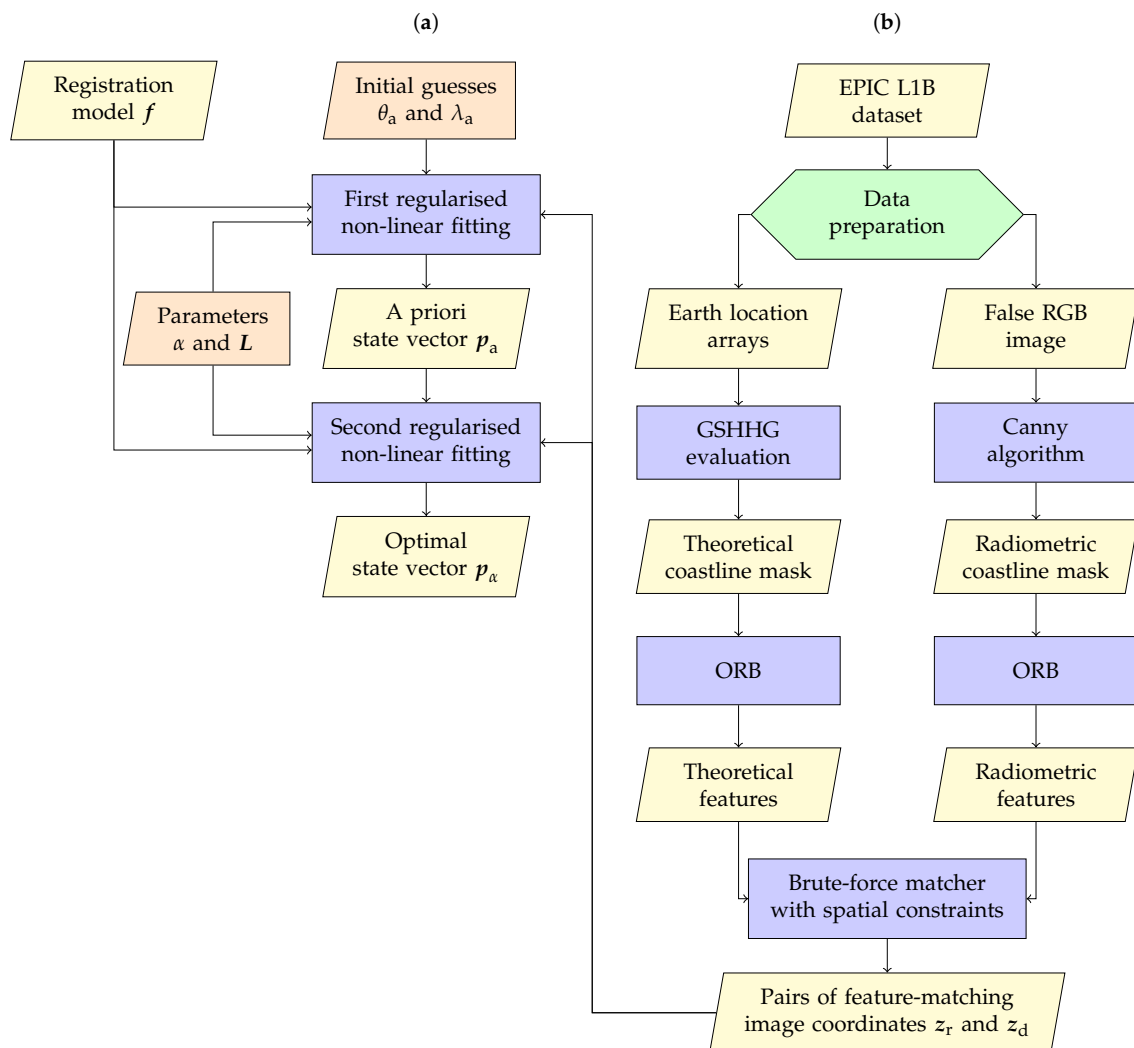 (a)
Registration
model f
Initial guesses
θa and λa
First regularised
non-linear fitting
Parameters
α and L
A priori
state vector pa
Second regularised
non-linear fitting
Optimal
state vector pα
(b)
EPIC L1B
dataset
Data
preparation
Earth location
arrays
False RGB
image
GSHHG
evaluation
Canny
algorithm
Theoretical
coastline mask
Radiometric
coastline mask
ORB
ORB
Theoretical
features
Radiometric
features
Brute-force matcher
with spatial constraints
Pairs of feature-matching
image coordinates zr and zd